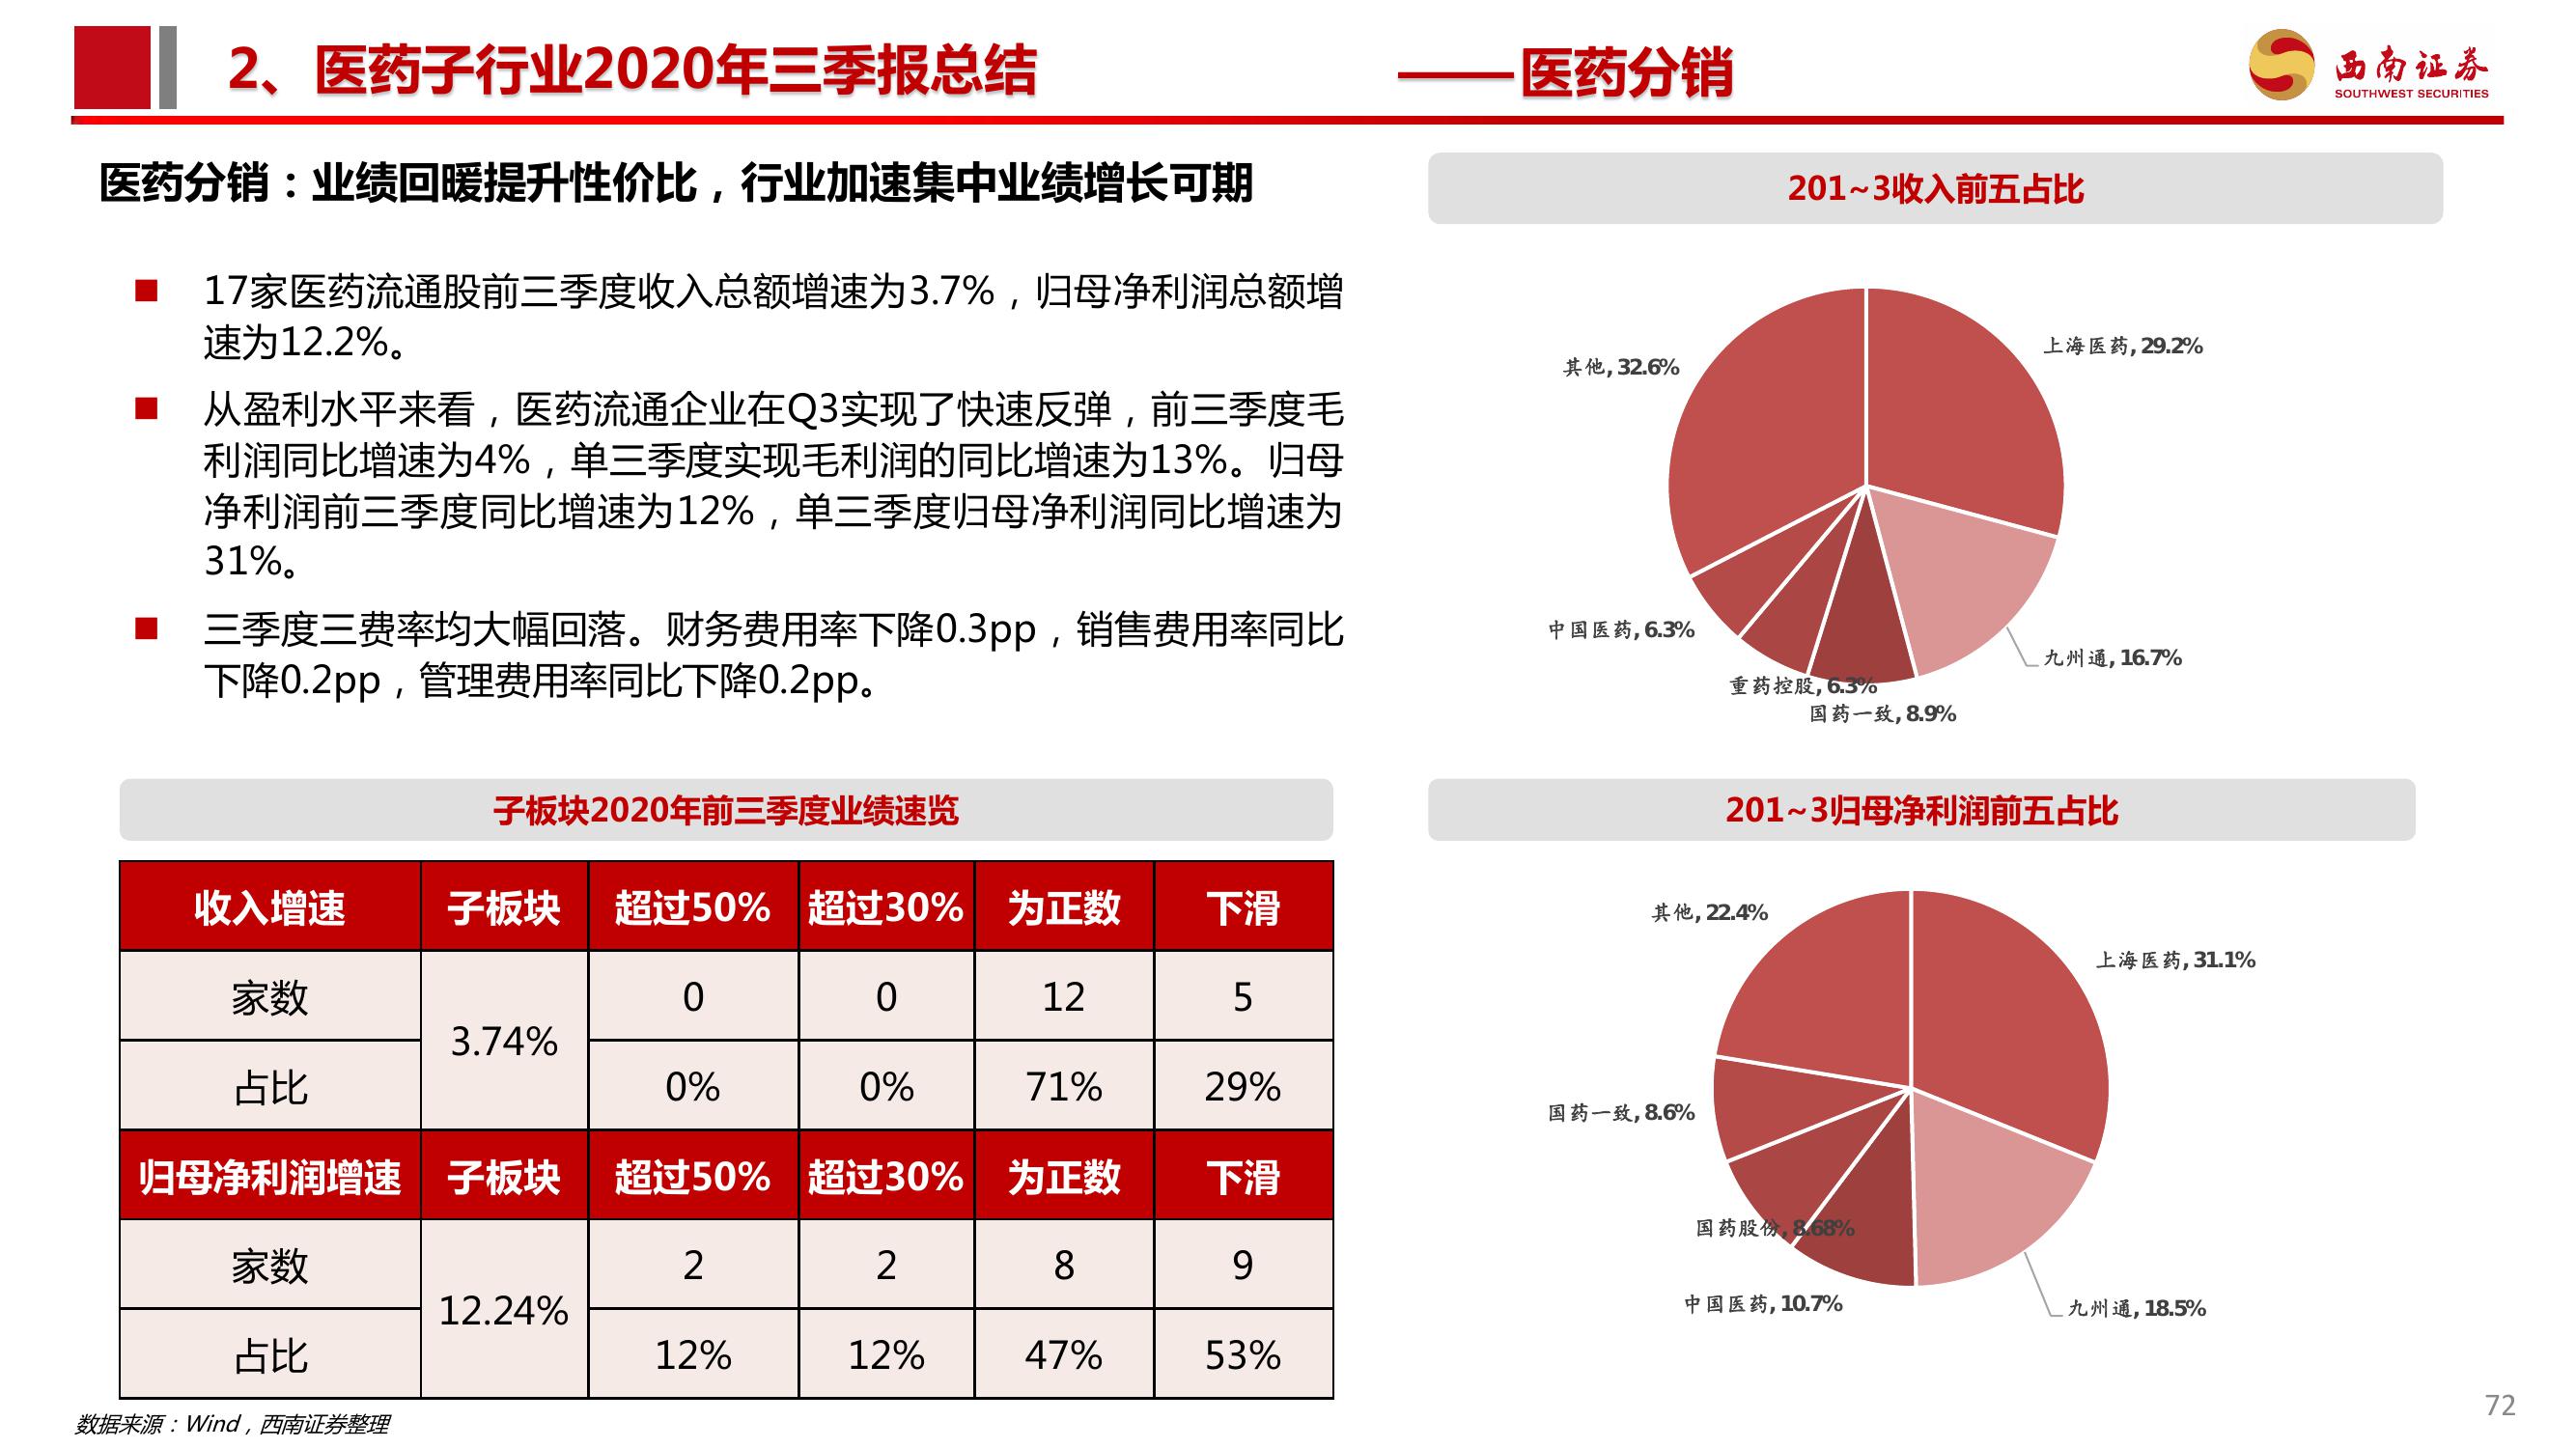 2、医药子行业2020年三季报总结
——医药分销
西南证券
SOUTHWEST SECURITIES
医药分销：业绩回暖提升性价比，行业加速集中业绩增长可期
17家医药流通股前三季度收入总额增速为3.7%，归母净利润总额增
速为12.2%。
从盈利水平来看，医药流通企业在Q3实现了快速反弹，前三季度毛
利润同比增速为4%，单三季度实现毛利润的同比增速为13%。归母
净利润前三季度同比增速为12%，单三季度归母净利润同比增速为
31%。
三季度三费率均大幅回落。财务费用率下降0.3pp，销售费用率同比
下降0.2pp，管理费用率同比下降0.2pp。
201~3收入前五占比
上海医药, 29.2%
其他, 32.6%
中国医药, 6.3%
九州通, 16.7%
重药控股, 6.3%
国药一致, 8.9%
子板块2020年前三季度业绩速览
收入增速 子板块 超过50% 超过30% 为正数 下滑
家数 3.74% 0 0 12 5
占比 0% 0% 71% 29%
归母净利润增速 子板块 超过50% 超过30% 为正数 下滑
家数 12.24% 2 2 8 9
占比 12% 12% 47% 53%
201~3归母净利润前五占比
其他, 22.4%
上海医药, 31.1%
国药一致, 8.6%
国药股份, 8.68%
中国医药, 10.7%
九州通, 18.5%
数据来源：Wind，西南证券整理
72